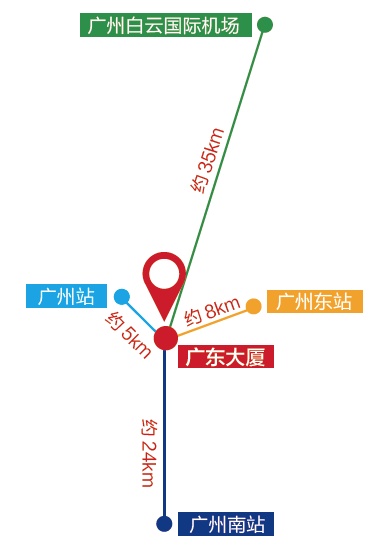 广州白云国际机场
约 35km
广州站
广州东站
约 8km
约 5km
广东大厦
约 24km
广州南站